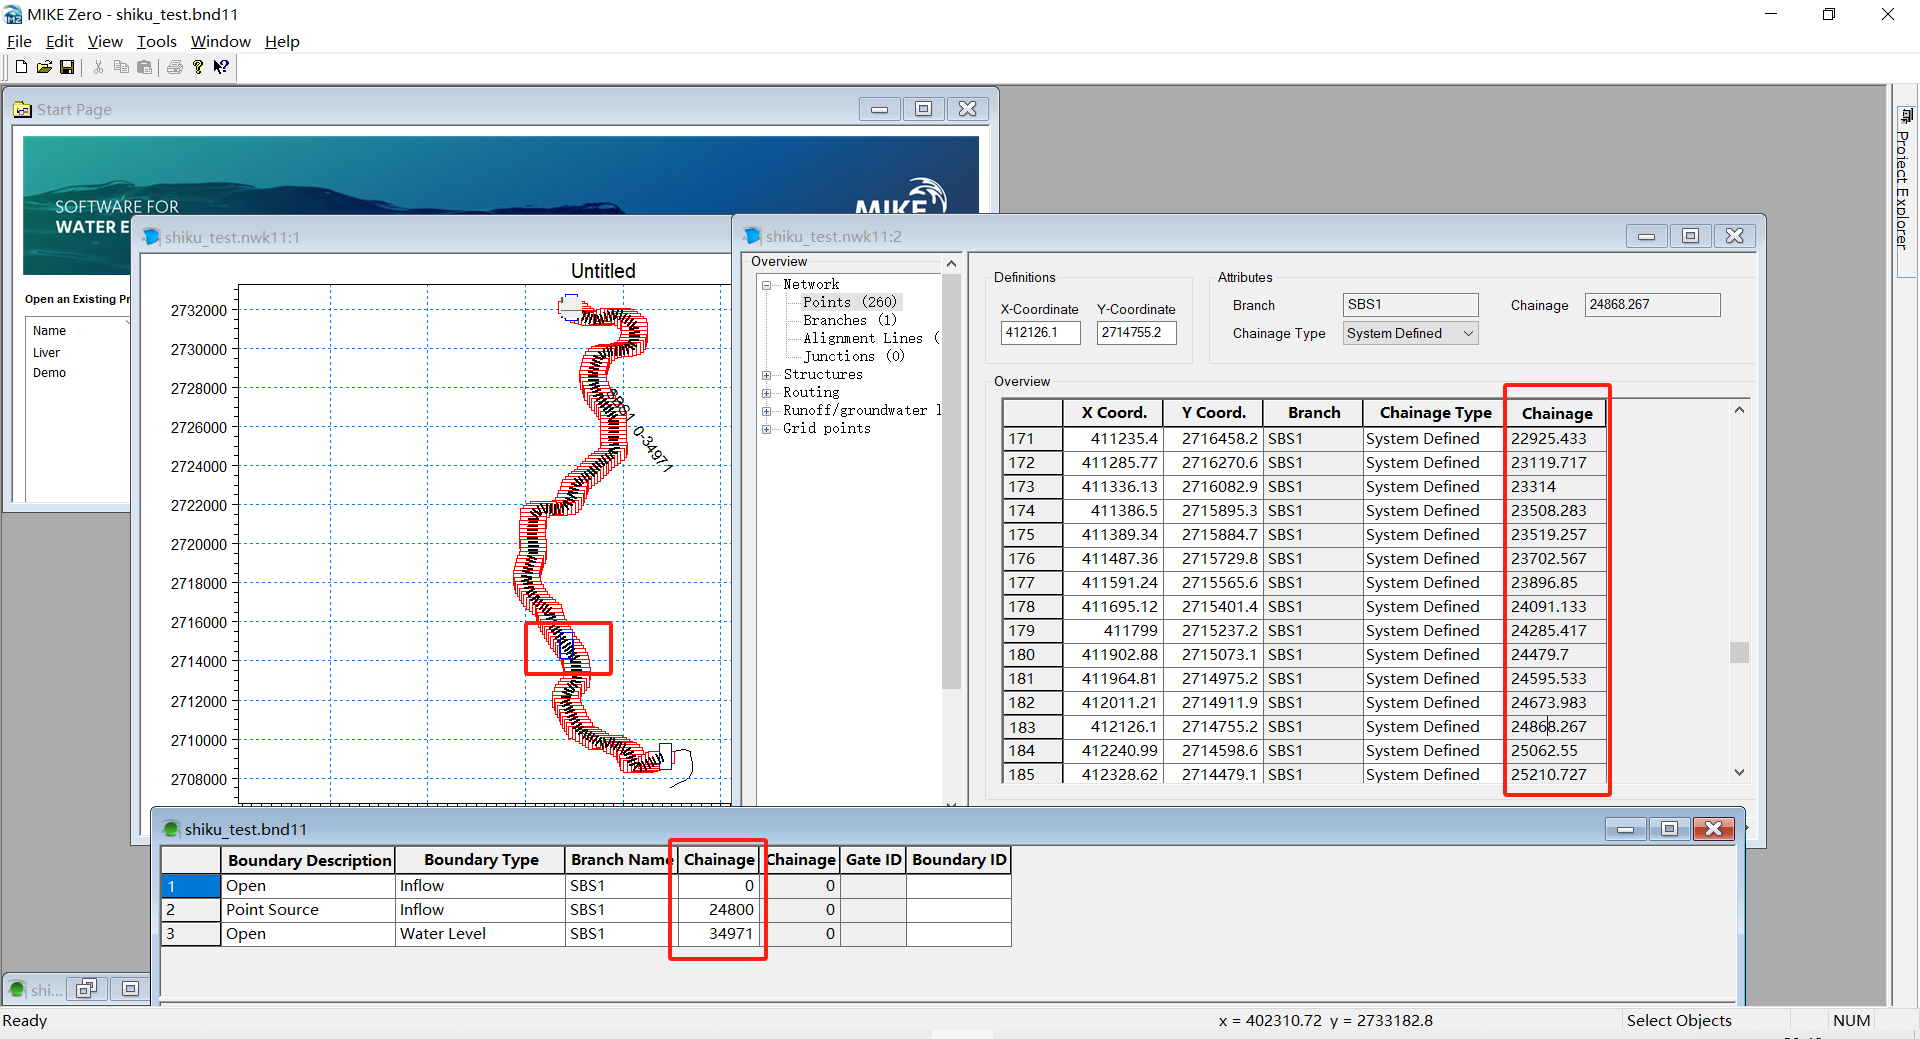 MIKE Zero - shiku_test.bnd11
File Edit View Tools Window Help
Start Page
SOFTWARE FOR
WATER E
MIKE
Open an Existing Pr
Name
Liver
Demo
Project Explorer
shiku_test.nwk11:1
Untitled
2732000
2730000
2728000
2726000
2724000
2722000
2720000
2718000
2716000
2714000
2712000
2710000
2708000
SBS1 0-34971
shiku_test.nwk11:2
Overview
Network
Points (260)
Branches (1)
Alignment Lines (
Junctions (0)
Structures
Routing
Runoff/groundwater l
Grid points
Definitions
X-Coordinate Y-Coordinate
412126.1 2714755.2
Attributes
Branch SBS1 Chainage 24868.267
Chainage Type System Defined
Overview
X Coord. Y Coord. Branch Chainage Type Chainage
171 411235.4 2716458.2 SBS1 System Defined 22925.433
172 411285.77 2716270.6 SBS1 System Defined 23119.717
173 411336.13 2716082.9 SBS1 System Defined 23314
174 411386.5 2715895.3 SBS1 System Defined 23508.283
175 411389.34 2715884.7 SBS1 System Defined 23519.257
176 411487.36 2715729.8 SBS1 System Defined 23702.567
177 411591.24 2715565.6 SBS1 System Defined 23896.85
178 411695.12 2715401.4 SBS1 System Defined 24091.133
179 411799 2715237.2 SBS1 System Defined 24285.417
180 411902.88 2715073.1 SBS1 System Defined 24479.7
181 411964.81 2714975.2 SBS1 System Defined 24595.533
182 412011.21 2714911.9 SBS1 System Defined 24673.983
183 412126.1 2714755.2 SBS1 System Defined 24868.267
184 412240.99 2714598.6 SBS1 System Defined 25062.55
185 412328.62 2714479.1 SBS1 System Defined 25210.727
shiku_test.bnd11
Boundary Description Boundary Type Branch Name Chainage Chainage Gate ID Boundary ID
1 Open Inflow SBS1 0 0
2 Point Source Inflow SBS1 24800 0
3 Open Water Level SBS1 34971 0
shi...
Ready x = 402310.72 y = 2733182.8 Select Objects NUM